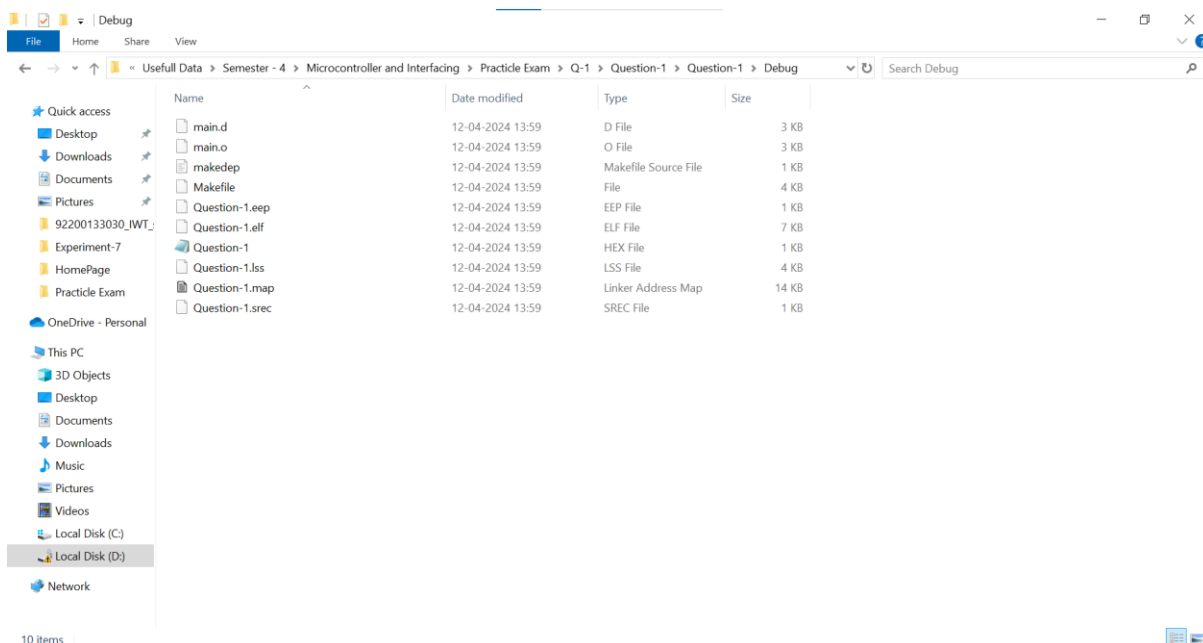 Debug
File Home Share View
« Usefull Data > Semester - 4 > Microcontroller and Interfacing > Practicle Exam > Q-1 > Question-1 > Question-1 > Debug
Search Debug
Name Date modified Type Size
Quick access
Desktop
Downloads
Documents
Pictures
92200133030_IWT_
Experiment-7
HomePage
Practicle Exam
OneDrive - Personal
This PC
3D Objects
Desktop
Documents
Downloads
Music
Pictures
Videos
Local Disk (C:)
Local Disk (D:)
Network
main.d 12-04-2024 13:59 D File 3 KB
main.o 12-04-2024 13:59 O File 3 KB
makedep 12-04-2024 13:59 Makefile Source File 1 KB
Makefile 12-04-2024 13:59 File 4 KB
Question-1.eep 12-04-2024 13:59 EEP File 1 KB
Question-1.elf 12-04-2024 13:59 ELF File 7 KB
Question-1 12-04-2024 13:59 HEX File 1 KB
Question-1.lss 12-04-2024 13:59 LSS File 4 KB
Question-1.map 12-04-2024 13:59 Linker Address Map 14 KB
Question-1.srec 12-04-2024 13:59 SREC File 1 KB
10 items